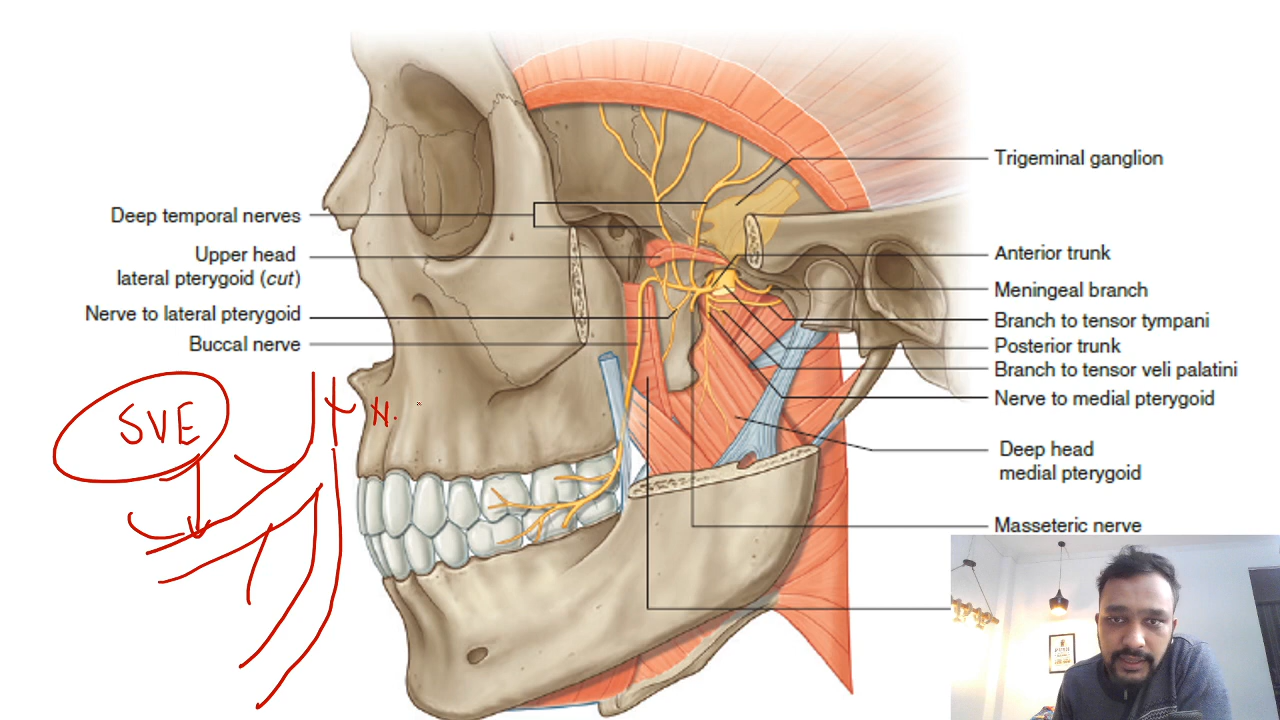 Trigeminal ganglion
Deep temporal nerves
Upper head
lateral pterygoid (cut)
Anterior trunk
Meningeal branch
Nerve to lateral pterygoid
Branch to tensor tympani
Buccal nerve
Posterior trunk
Branch to tensor veli palatini
Nerve to medial pterygoid
SVE
N.
Deep head
medial pterygoid
Masseteric nerve